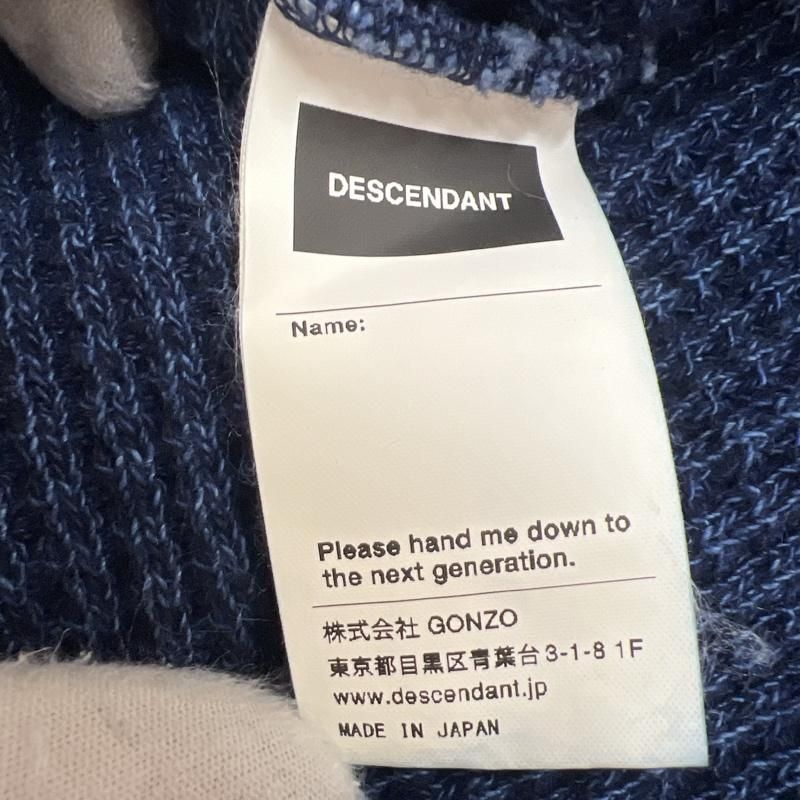 DESCENDANT
Name:
Please hand me down to
the next generation.
株式会社 GONZO
東京都目黒区青葉台3-1-8 1F
www.descendant.jp
MADE IN JAPAN